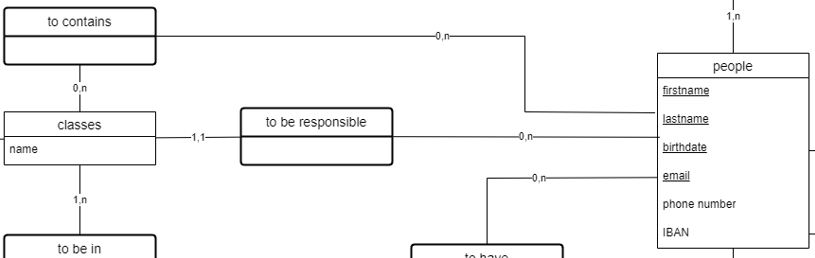 to contains
1,n
0,n
people
0,n
firstname
classes
lastname
to be responsible
name
1,1
0,n
birthdate
0,n
email
1,n
phone number
IBAN
to be in
to have